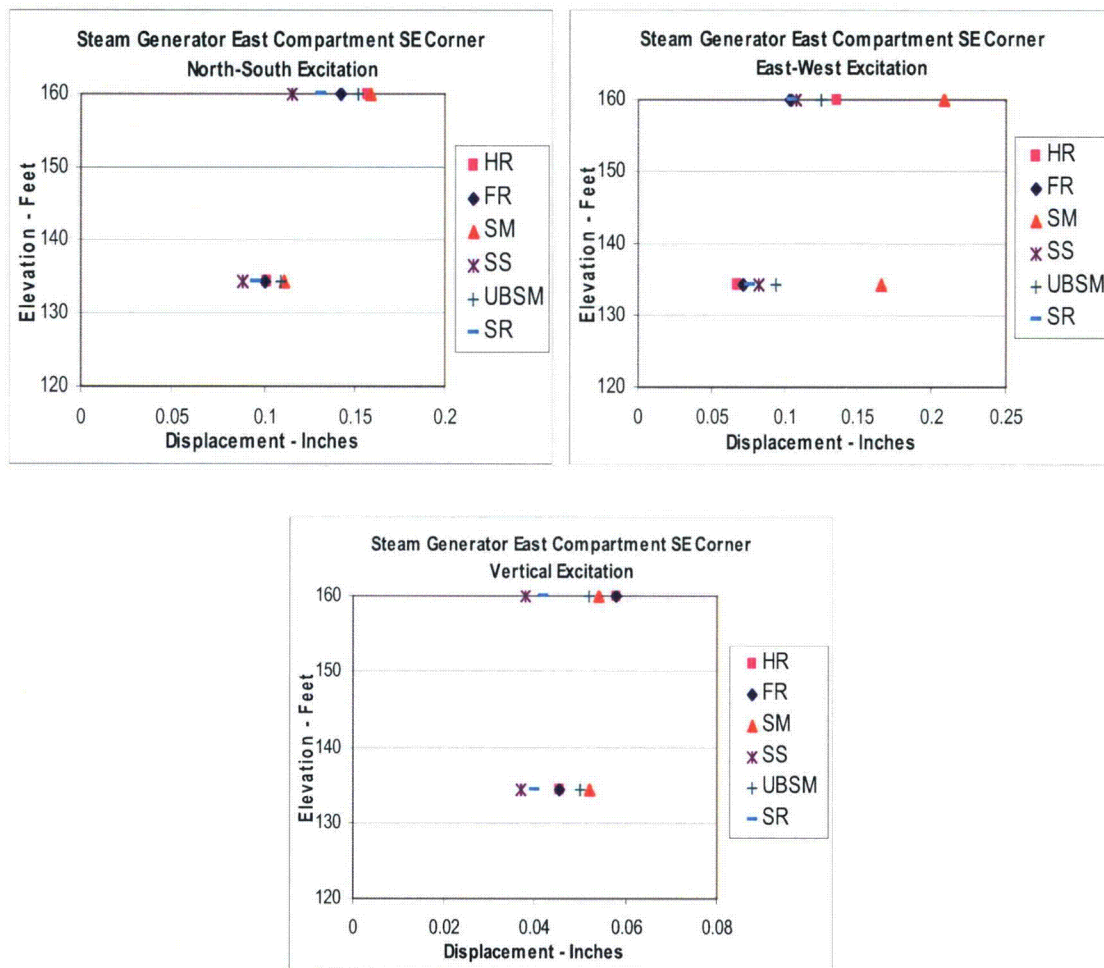 Steam Generator East Compartment SE Corner
North-South Excitation
160
150
140
130
120
Elevation - Feet
0
0.05
0.1
0.15
0.2
Displacement - Inches
HR
FR
SM
SS
UBSM
SR
Steam Generator East Compartment SE Corner
East-West Excitation
160
150
140
130
120
Elevation - Feet
0
0.05
0.1
0.15
0.2
0.25
Displacement - Inches
HR
FR
SM
SS
UBSM
SR
Steam Generator East Compartment SE Corner
Vertical Excitation
160
150
140
130
120
Elevation - Feet
0
0.02
0.04
0.06
0.08
Displacement - Inches
HR
FR
SM
SS
UBSM
SR